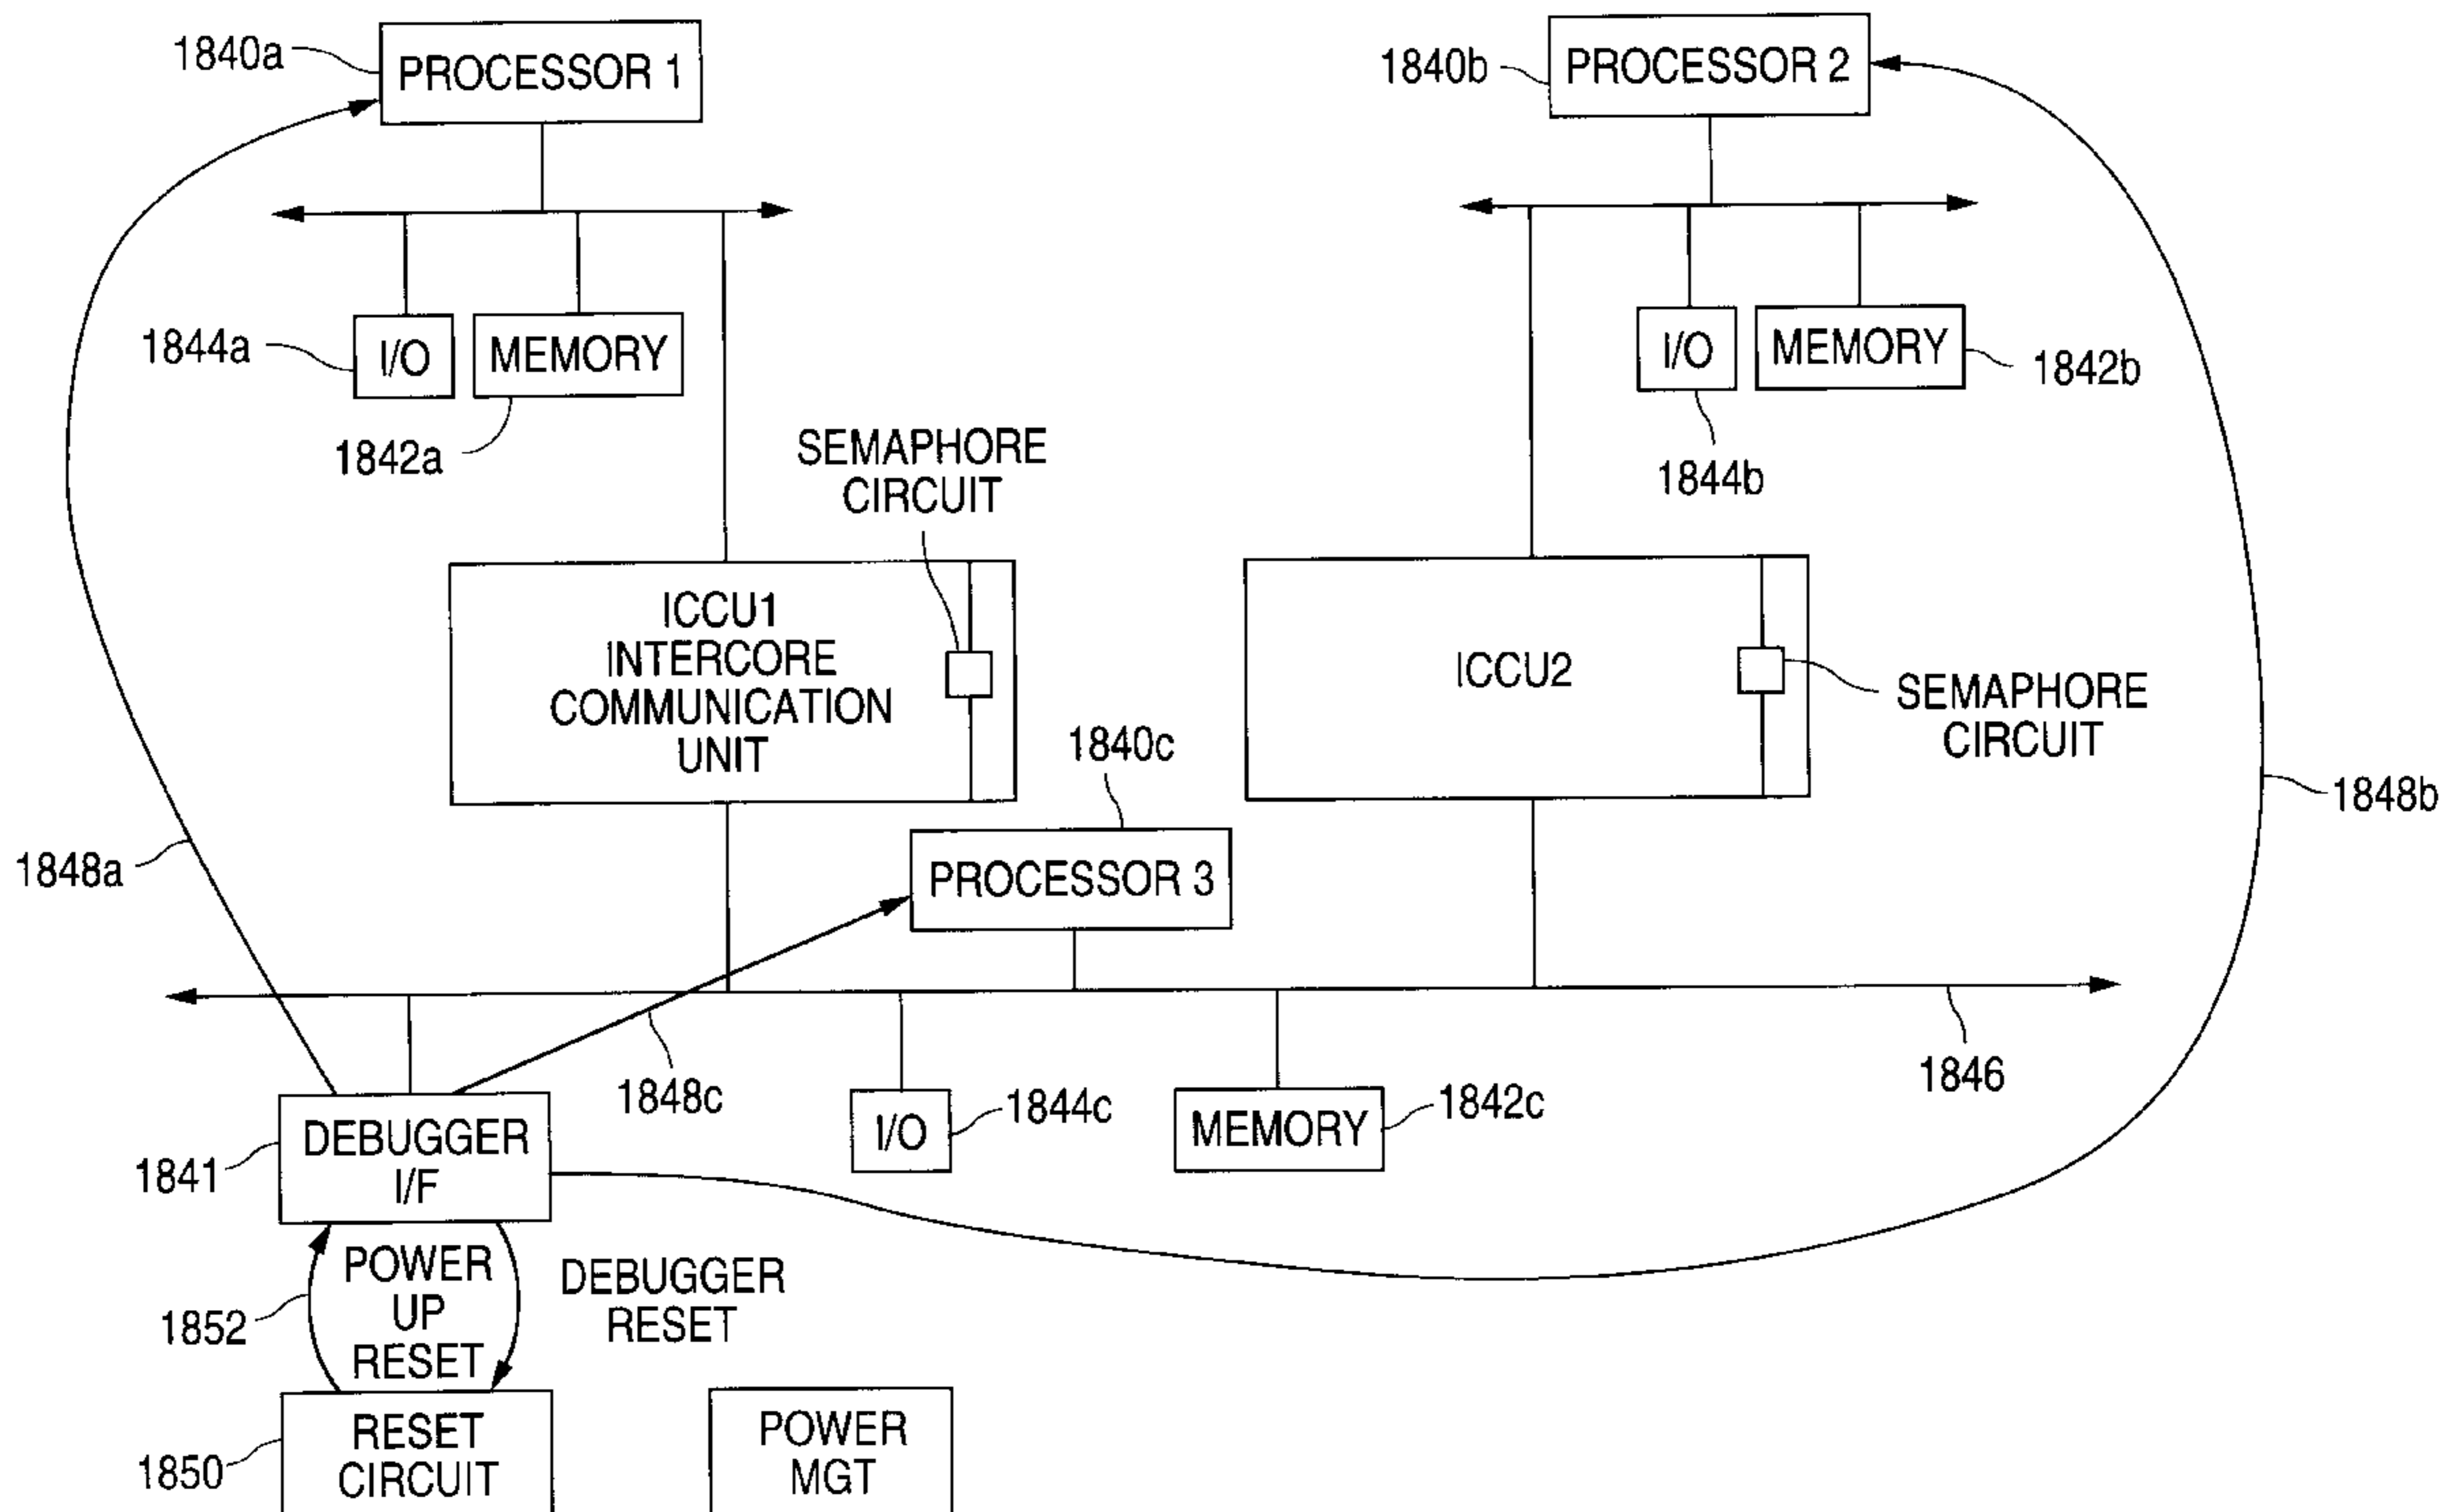 1840a
PROCESSOR 1
1840b
PROCESSOR 2
1844a
I/O
MEMORY
1842a
I/O
MEMORY
1842b
1844b
SEMAPHORE
CIRCUIT
ICCU1
INTERCORE
COMMUNICATION
UNIT
ICCU2
SEMAPHORE
CIRCUIT
1840c
PROCESSOR 3
1848a
1848b
1848c
1846
DEBUGGER
I/F
1841
I/O
1844c
MEMORY
1842c
POWER
UP
RESET
1852
DEBUGGER
RESET
RESET
CIRCUIT
1850
POWER
MGT